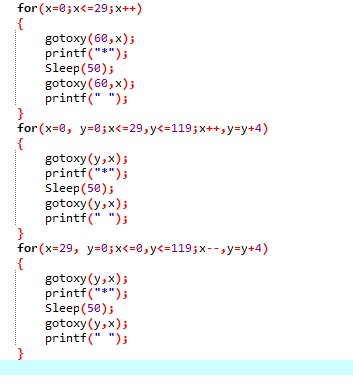 for(x=0;x<=29;x++)
{
gotoxy(60,x);
printf("*");
Sleep(50);
gotoxy(60,x);
printf(" ");
}
for(x=0, y=0;x<=29,y<=119;x++,y=y+4)
{
gotoxy(y,x);
printf("*");
Sleep(50);
gotoxy(y,x);
printf(" ");
}
for(x=29, y=0;x<=0,y<=119;x--,y=y+4)
{
gotoxy(y,x);
printf("*");
Sleep(50);
gotoxy(y,x);
printf(" ");
}